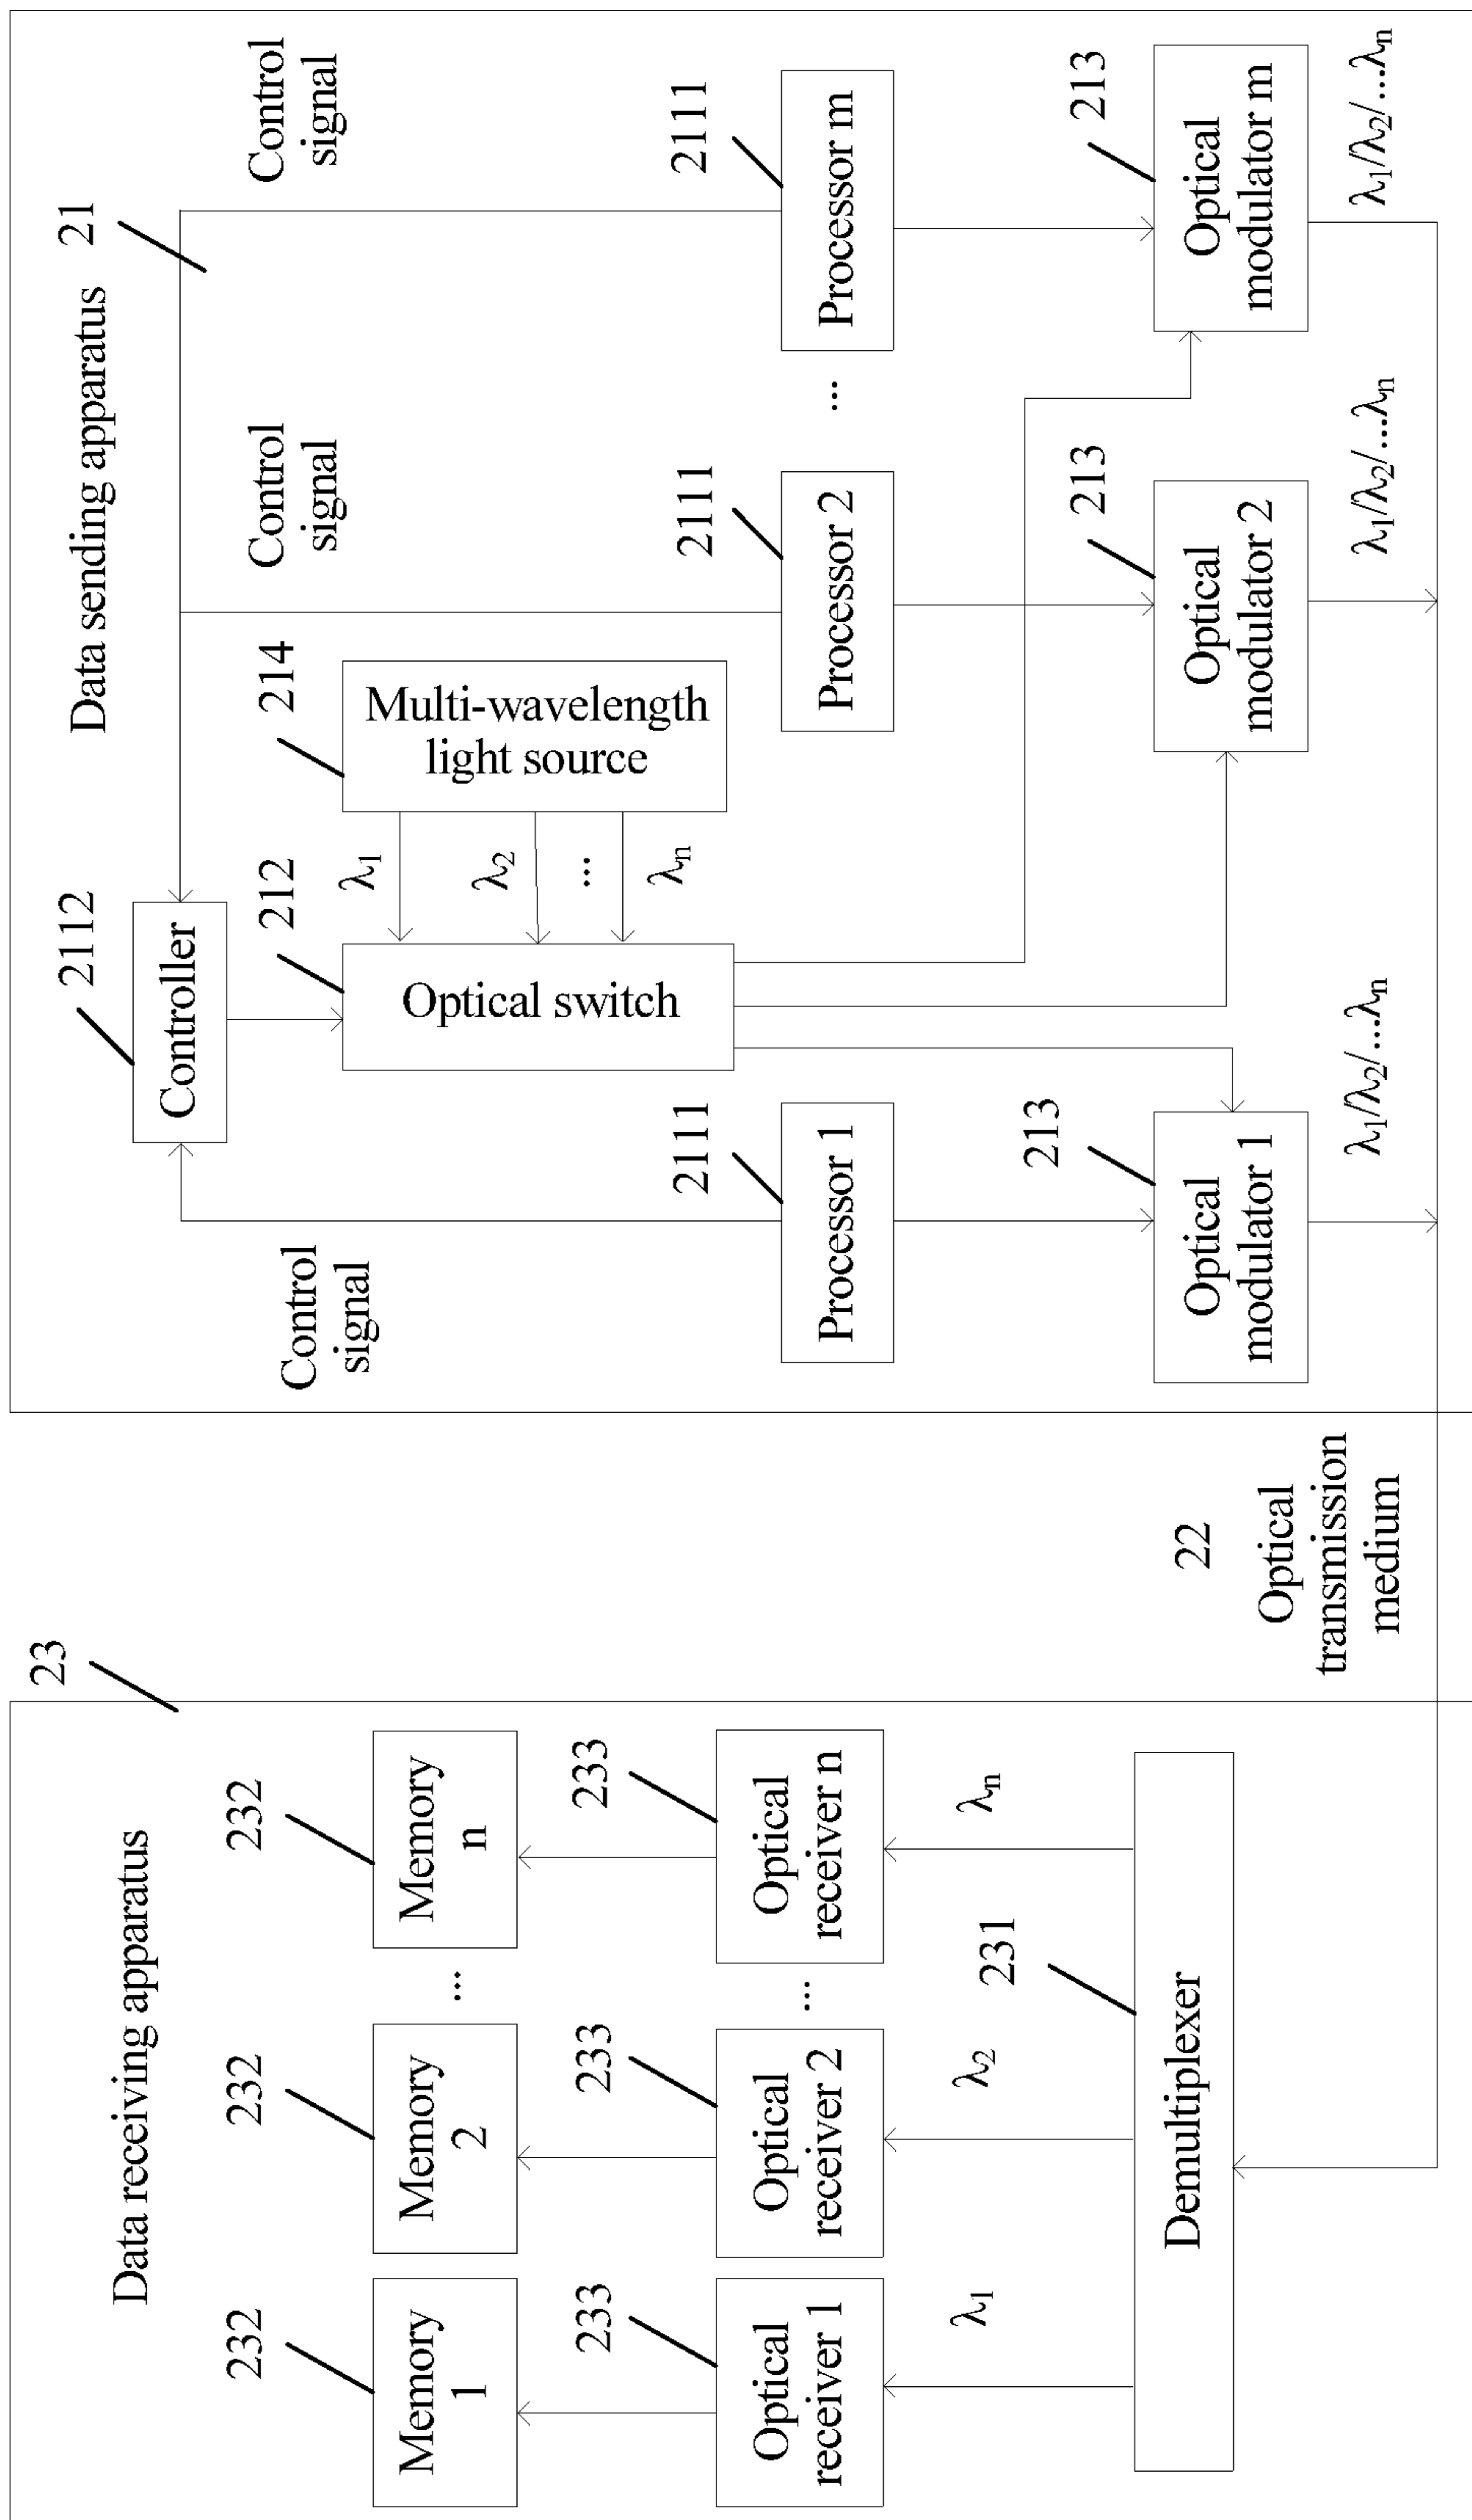 Data receiving apparatus
23
232
232
232
Memory
1
Memory
2
...
Memory
n
233
233
233
Optical
receiver 1
Optical
receiver 2
...
Optical
receiver n
λ1
λ2
λn
231
Demultiplexer
22
Optical
transmission
medium
Data sending apparatus
21
2112
Controller
Control
signal
Control
signal
Control
signal
212
Optical switch
214
Multi-wavelength
light source
λ1
λ2
...
λn
2111
2111
2111
Processor 1
Processor 2
...
Processor m
213
213
213
Optical
modulator 1
Optical
modulator 2
Optical
modulator m
λ1/λ2/...λn
λ1/λ2/...λn
λ1/λ2/...λn